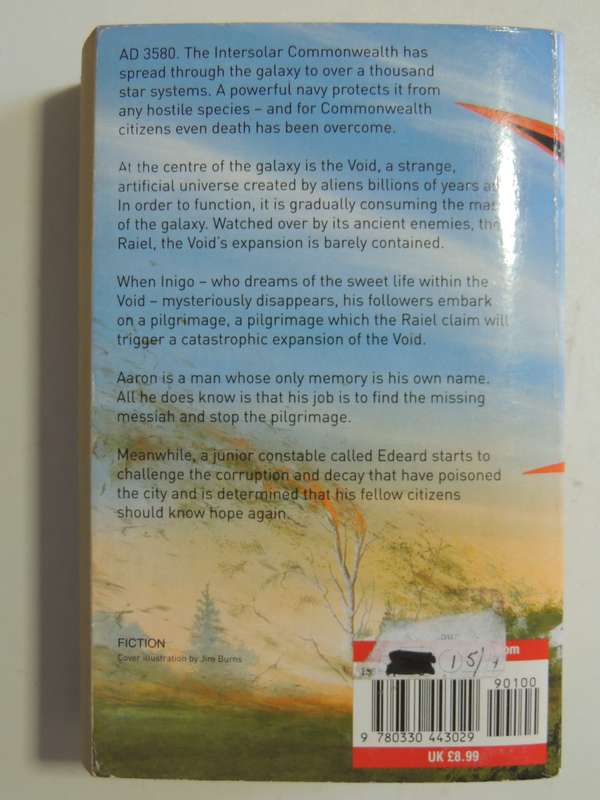 AD 3580. The Intersolar Commonwealth has
spread through the galaxy to over a thousand
star systems. A powerful navy protects it from
any hostile species – and for Commonwealth
citizens even death has been overcome.
At the centre of the galaxy is the Void, a strange,
artificial universe created by aliens billions of years
In order to function, it is gradually consuming the
of the galaxy. Watched over by its ancient enemies, the
Raiel, the Void's expansion is barely contained.
When Inigo – who dreams of the sweet life within the
Void – mysteriously disappears, his followers embark
on a pilgrimage, a pilgrimage which the Raiel claim will
trigger a catastrophic expansion of the Void.
Aaron is a man whose only memory is his own name.
All he does know is that his job is to find the missing
messiah and stop the pilgrimage.
Meanwhile, a junior constable called Edeard starts to
challenge the corruption and decay that have poisoned
the city and is determined that his fellow citizens
should know hope again.
FICTION
Cover illustration by Jim Burns
om
15/
90100
9 780330 443029
UK £8.99